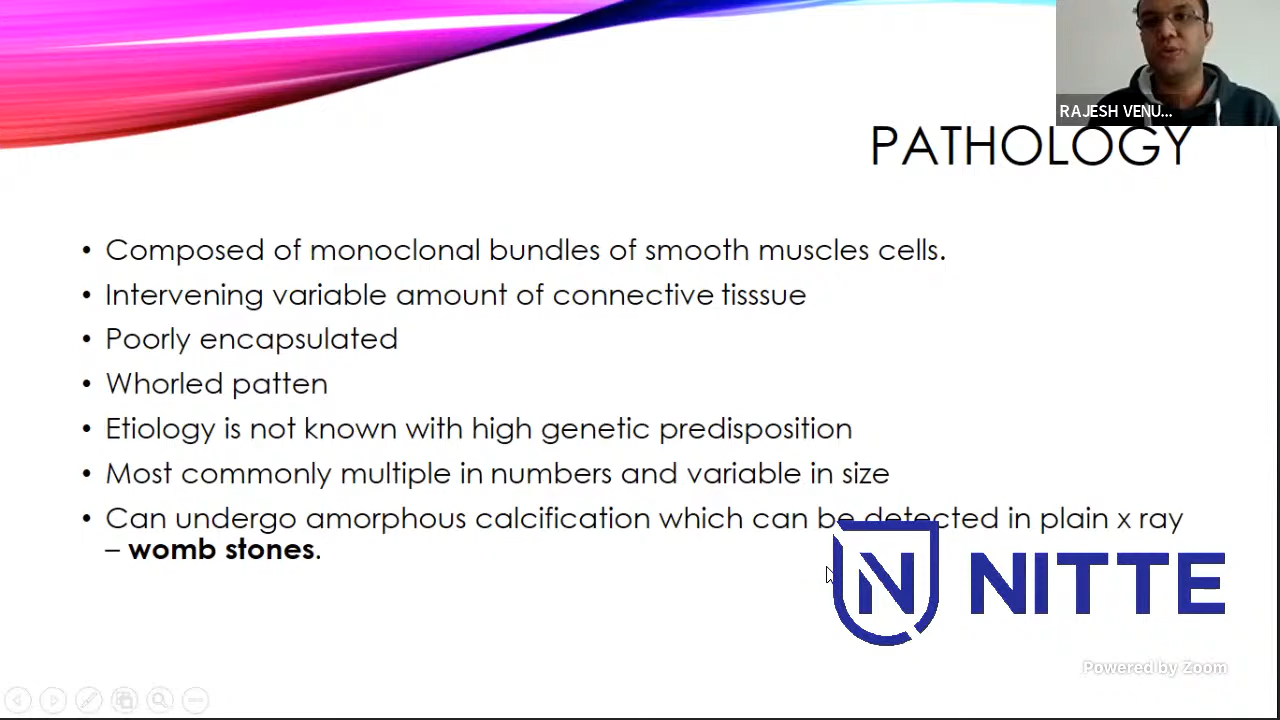 RAJESH VENU...
PATHOLOGY
• Composed of monoclonal bundles of smooth muscles cells.
• Intervening variable amount of connective tisssue
• Poorly encapsulated
• Whorled patten
• Etiology is not known with high genetic predisposition
• Most commonly multiple in numbers and variable in size
• Can undergo amorphous calcification which can be detected in plain x ray
– womb stones.
N NITTE
Powered by Zoom